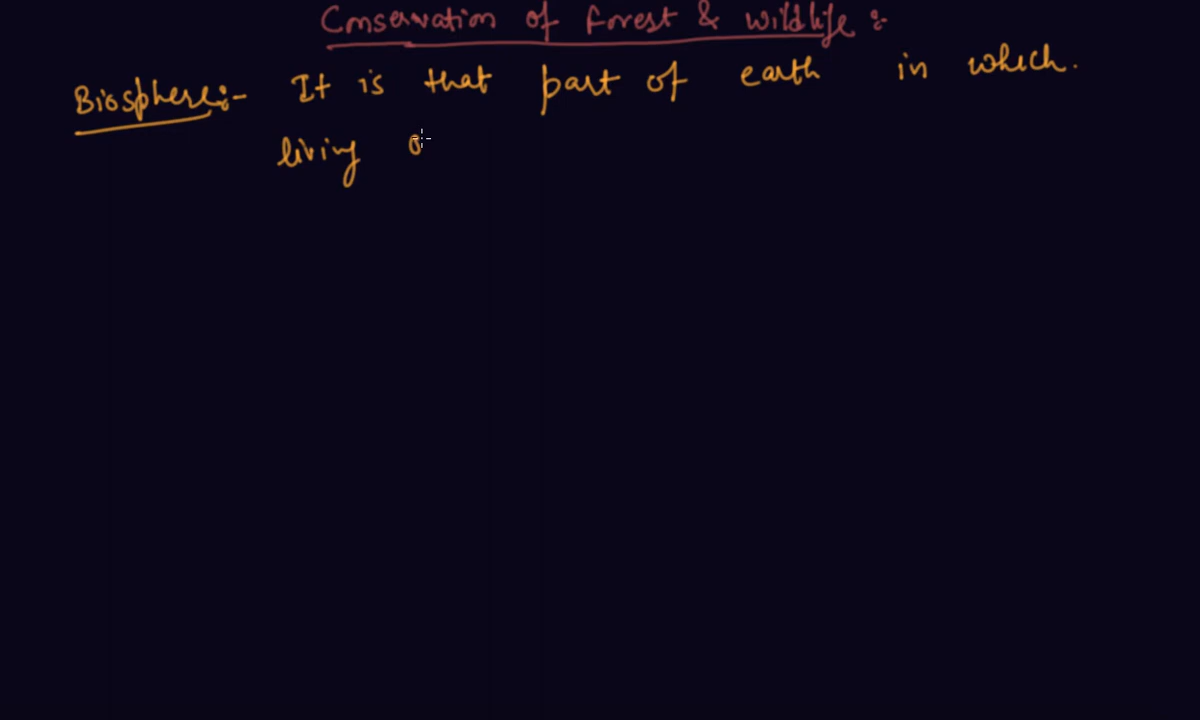 Conservation of Forest & wildlife :-
Biosphere:- It is that part of earth in which.
living o